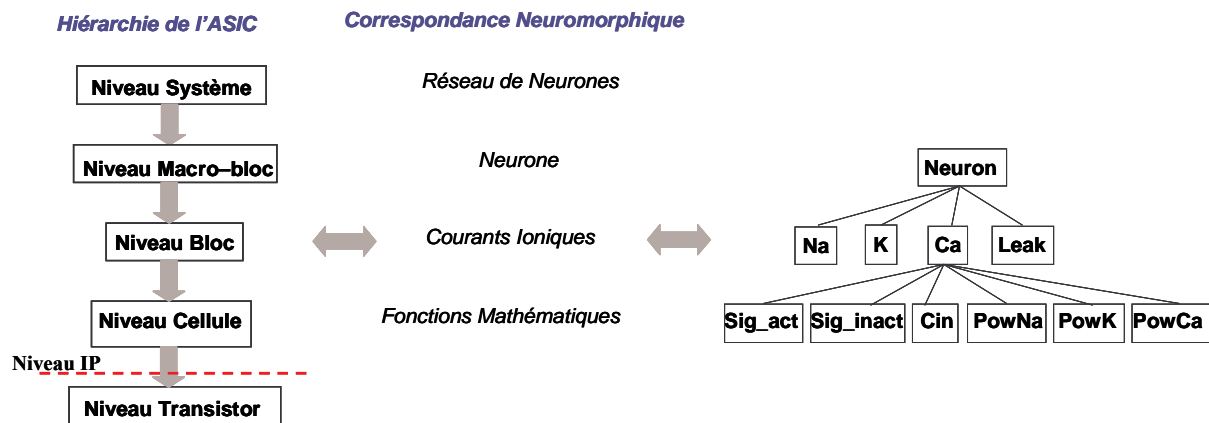 Hiérarchie de l'ASIC
Correspondance Neuromorphique
Niveau Système
Réseau de Neurones
Niveau Macro–bloc
Neurone
Neuron
Niveau Bloc
Courants Ioniques
Na
K
Ca
Leak
Niveau Cellule
Fonctions Mathématiques
Sig_act
Sig_inact
Cin
PowNa
PowK
PowCa
Niveau IP
Niveau Transistor